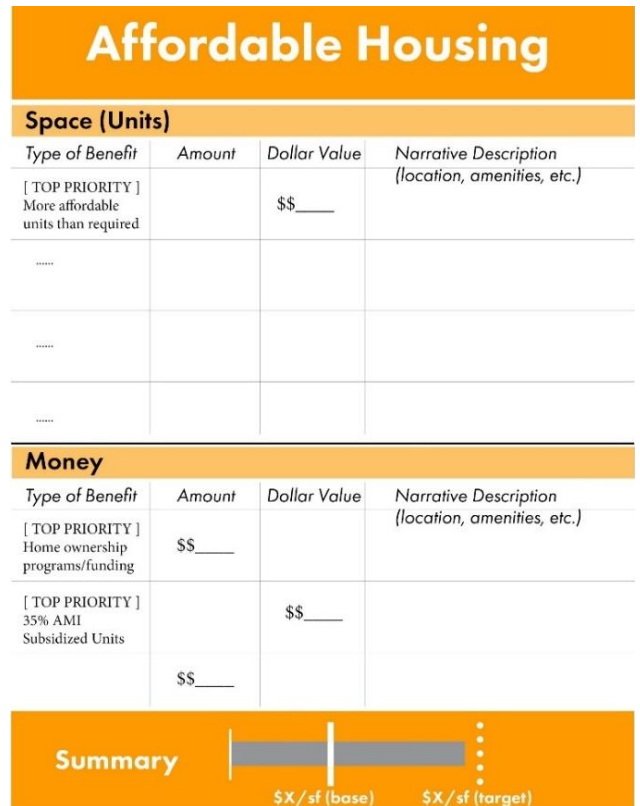 Affordable Housing
Space (Units)
Type of Benefit Amount Dollar Value Narrative Description
(location, amenities, etc.)
[ TOP PRIORITY ]
More affordable
units than required
$$____
......
......
......
Money
Type of Benefit Amount Dollar Value Narrative Description
(location, amenities, etc.)
[ TOP PRIORITY ]
Home ownership
programs/funding
$$____
[ TOP PRIORITY ]
35% AMI
Subsidized Units
$$____
$$____
Summary
$X/sf (base) $X/sf (target)